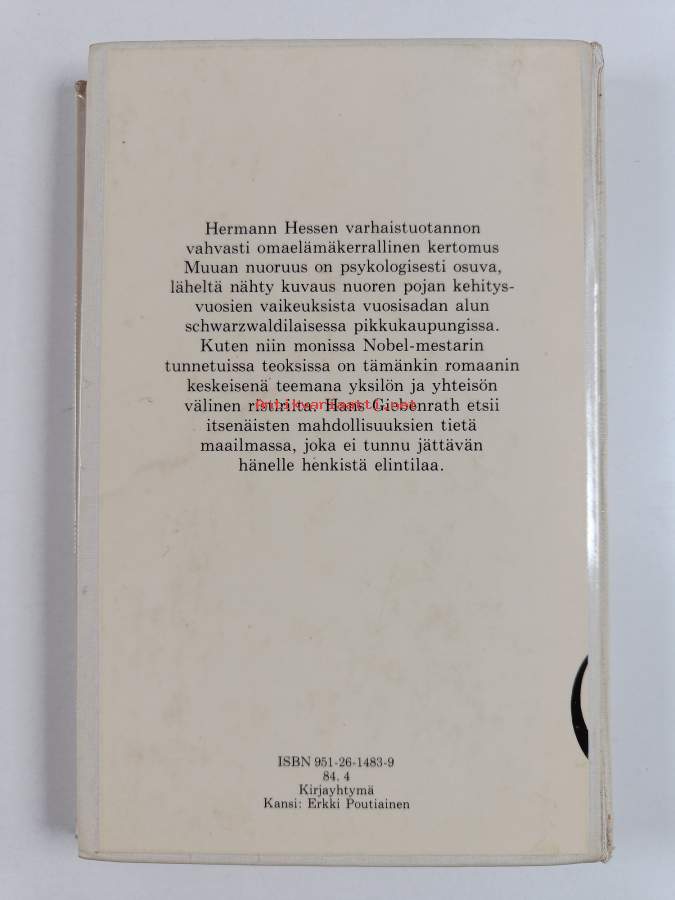 Hermann Hessen varhaistuotannon
vahvasti omaelämäkerrallinen kertomus
Muuan nuoruus on psykologisesti osuva,
läheltä nähty kuvaus nuoren pojan kehitys-
vuosien vaikeuksista vuosisadan alun
schwarzwaldilaisessa pikkukaupungissa.
Kuten niin monissa Nobel-mestarin
tunnetuissa teoksissa on tämänkin romaanin
keskeisenä teemana yksilön ja yhteisön
välinen ristiriita. Hans Giebenrath etsii
Antikvariaatti.net
itsenäisten mahdollisuuksien tietä
maailmassa, joka ei tunnu jättävän
hänelle henkistä elintilaa.
ISBN 951-26-1483-9
84.4
Kirjayhtymä
Kansi: Erkki Poutiainen